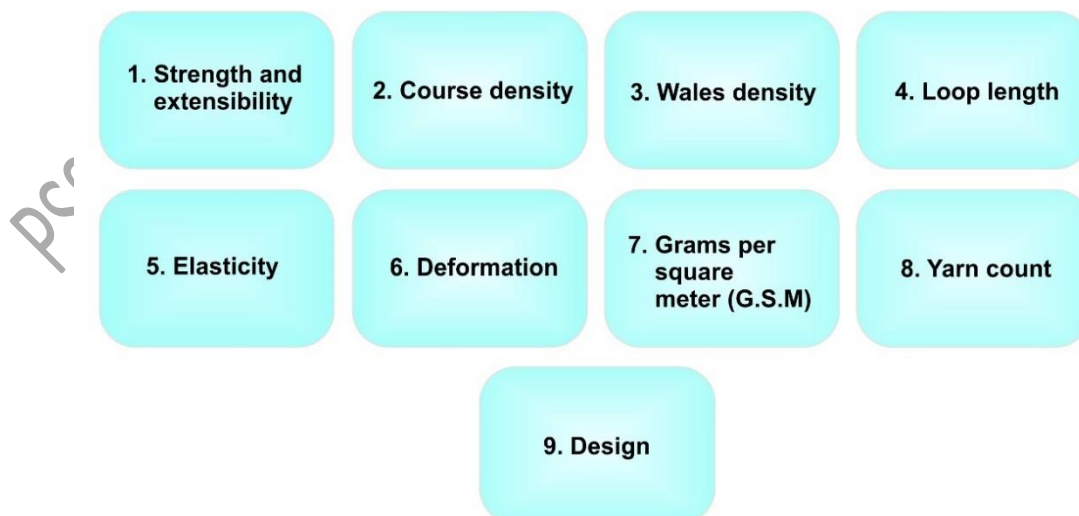 1. Strength and
extensibility
2. Course density
3. Wales density
4. Loop length
5. Elasticity
6. Deformation
7. Grams per
square
meter (G.S.M)
8. Yarn count
9. Design